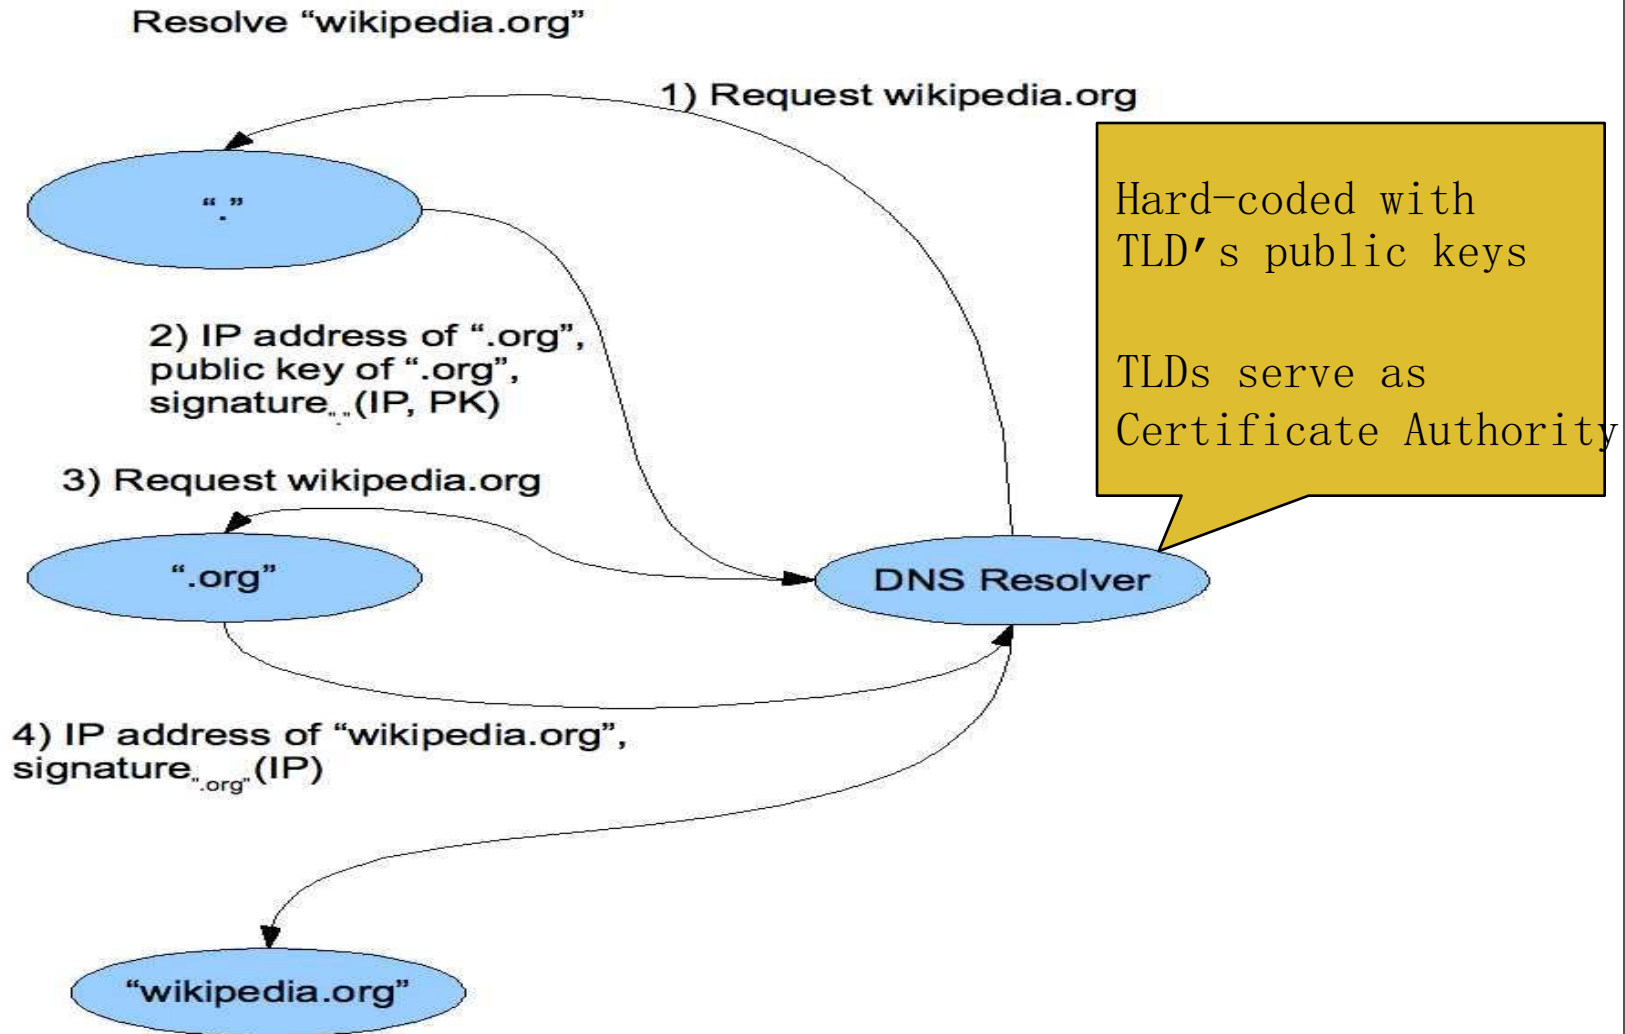 Resolve “wikipedia.org”
1) Request wikipedia.org
Hard-coded with
TLD's public keys
TLDs serve as
Certificate Authority
“.”
2) IP address of “.org”,
public key of “.org”,
signature".."(IP, PK)
3) Request wikipedia.org
“.org”
DNS Resolver
4) IP address of “wikipedia.org”,
signature".org"(IP)
“wikipedia.org”